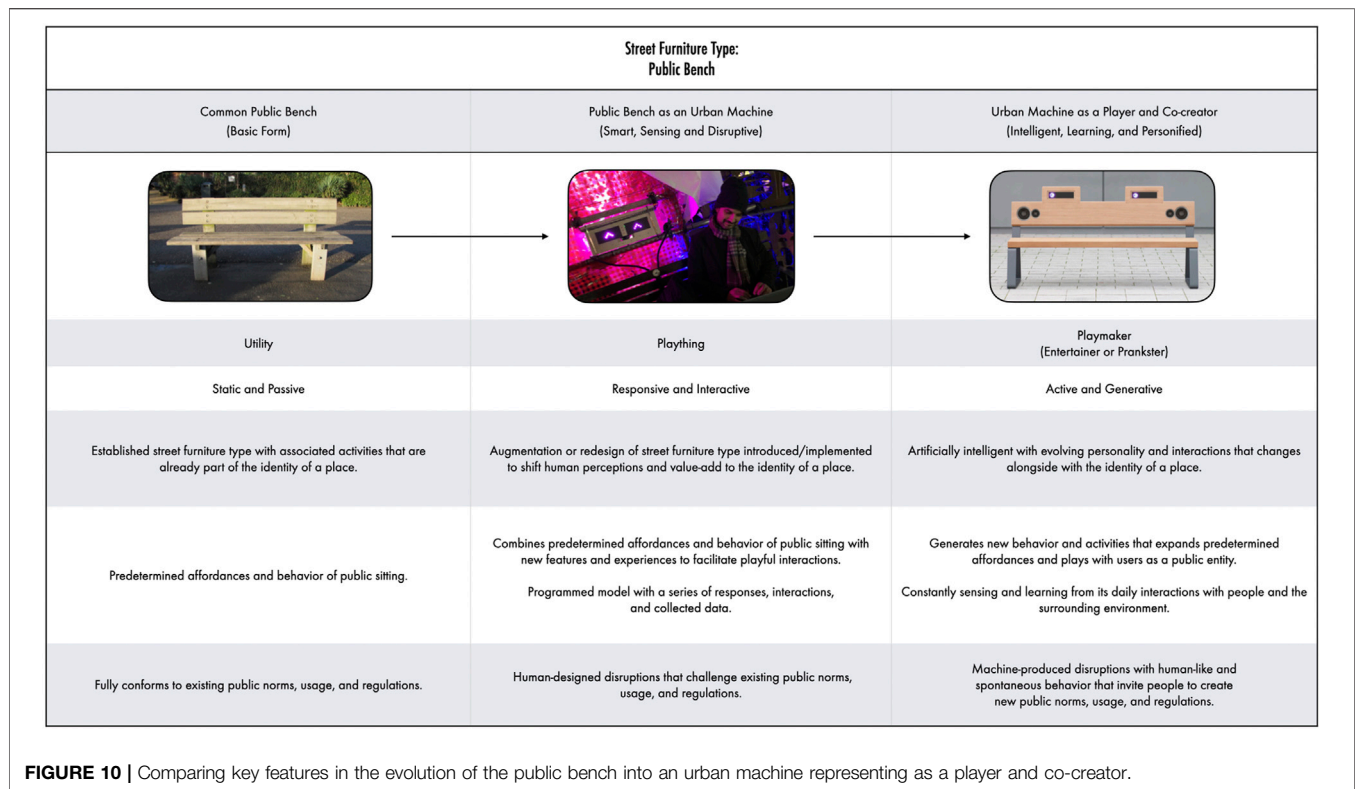 Street Furniture Type:
Public Bench
Common Public Bench
(Basic Form)
Public Bench as an Urban Machine
(Smart, Sensing and Disruptive)
Urban Machine as a Player and Co-creator
(Intelligent, Learning, and Personified)
Utility
Plaything
Playmaker
(Entertainer or Prankster)
Static and Passive
Responsive and Interactive
Active and Generative
Established street furniture type with associated activities that are
already part of the identity of a place.
Augmentation or redesign of street furniture type introduced/implemented
to shift human perceptions and value-add to the identity of a place.
Artificially intelligent with evolving personality and interactions that changes
alongside with the identity of a place.
Predetermined affordances and behavior of public sitting.
Combines predetermined affordances and behavior of public sitting with
new features and experiences to facilitate playful interactions.
Programmed model with a series of responses, interactions,
and collected data.
Generates new behavior and activities that expands predetermined
affordances and plays with users as a public entity.
Constantly sensing and learning from its daily interactions with people and the
surrounding environment.
Fully conforms to existing public norms, usage, and regulations.
Human-designed disruptions that challenge existing public norms,
usage, and regulations.
Machine-produced disruptions with human-like and
spontaneous behavior that invite people to create
new public norms, usage, and regulations.
FIGURE 10 | Comparing key features in the evolution of the public bench into an urban machine representing as a player and co-creator.